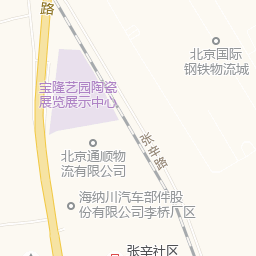 路
北京国际
钢铁物流城
宝隆艺园陶瓷
展览展示中心
张辛路
北京通顺物
流有限公司
海纳川汽车部件股
份有限公司李桥厂区
张辛社区